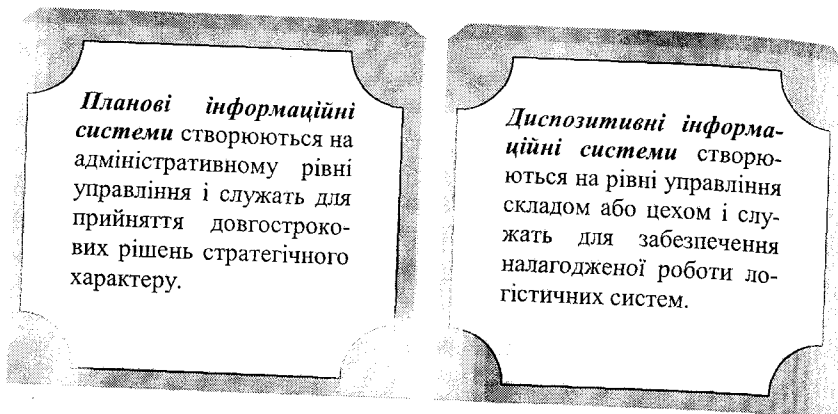 Планові інформаційні
системи створюються на
адміністративному рівні
управління і служать для
прийняття довгостроко-
вих рішень стратегічного
характеру.
Диспозитивні інформа-
ційні системи створю-
ються на рівні управління
складом або цехом і слу-
жать для забезпечення
налагодженої роботи ло-
гістичних систем.